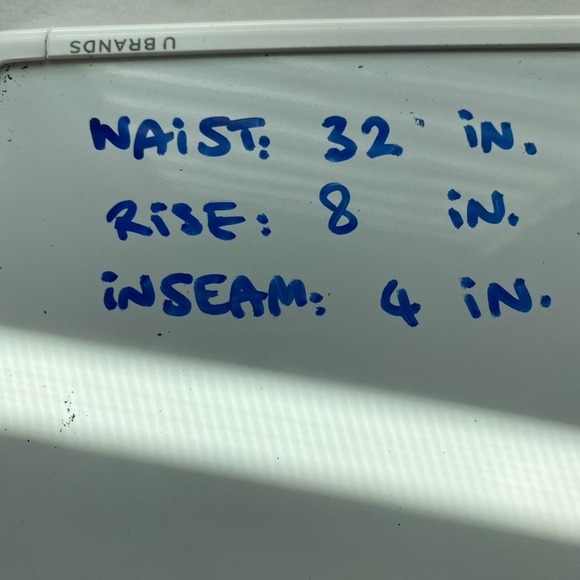 U BRANDS
WAiST: 32 iN.
RiSE: 8 iN.
iNSEAM: 4 iN.